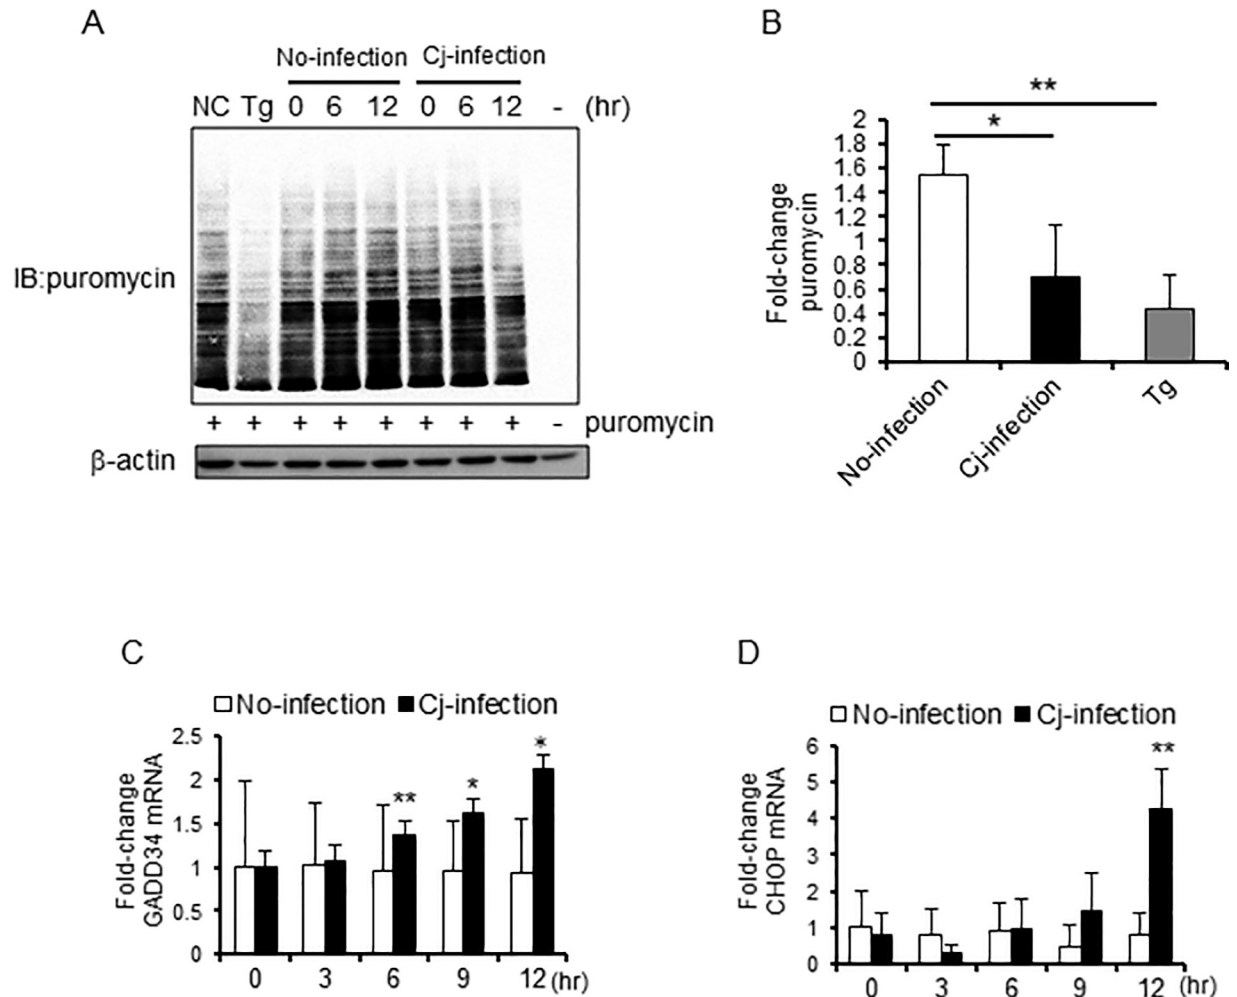 A
No-infection Cj-infection
NC Tg 0 6 12 0 6 12 - (hr)
IB:puromycin
+ + + + + + + + - puromycin
β-actin
B
**
*
2
1.8
1.6
1.4
1.2
1
0.8
0.6
0.4
0.2
0
Fold-change
puromycin
No-infection
Cj-infection
Tg
C
No-infection Cj-infection
2.5
2
1.5
1
0.5
0
Fold-change
GADD34 mRNA
** * *
0 3 6 9 12 (hr)
D
No-infection Cj-infection
6
5
4
3
2
1
0
Fold-change
CHOP mRNA
**
0 3 6 9 12 (hr)